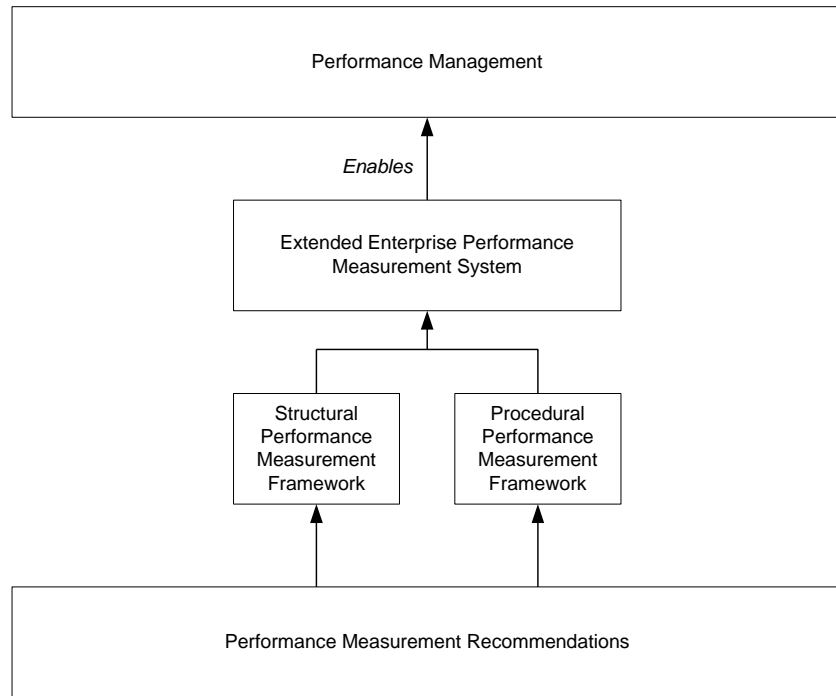 Performance Management
Enables
Extended Enterprise Performance
Measurement System
Structural
Performance
Measurement
Framework
Procedural
Performance
Measurement
Framework
Performance Measurement Recommendations